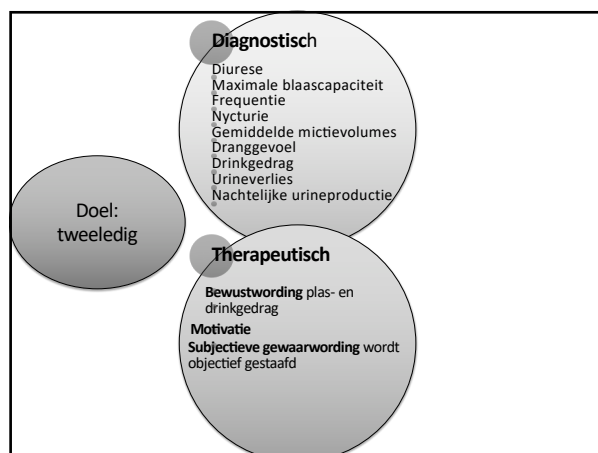 Diagnostisch
Diurese
Maximale blaascapaciteit
Frequentie
Nycturie
Gemiddelde mictievolumes
Dranggevoel
Drinkgedrag
Urineverlies
Nachtelijke urineproductie
Doel:
tweeledig
Therapeutisch
Bewustwording plas- en
drinkgedrag
Motivatie
Subjectieve gewaarwording wordt
objectief gestaafd